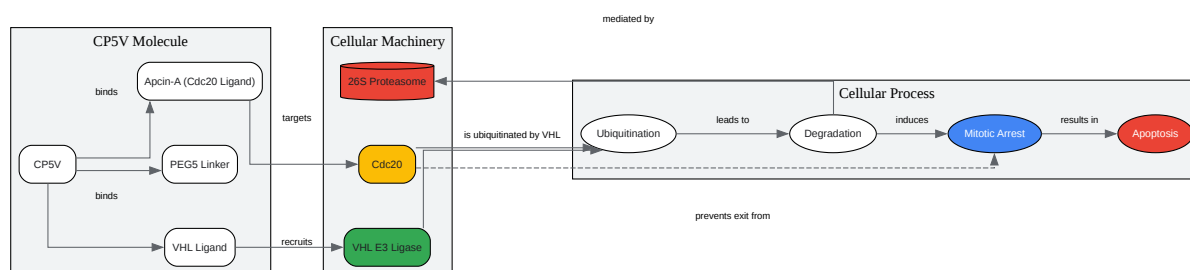 mediated by
CP5V Molecule
Cellular Machinery
Apcin-A (Cdc20 Ligand)
26S Proteasome
binds
Cellular Process
targets
is ubiquitinated by VHL
Ubiquitination
leads to
Degradation
induces
Mitotic Arrest
results in
Apoptosis
CP5V
PEG5 Linker
Cdc20
binds
prevents exit from
VHL Ligand
recruits
VHL E3 Ligase